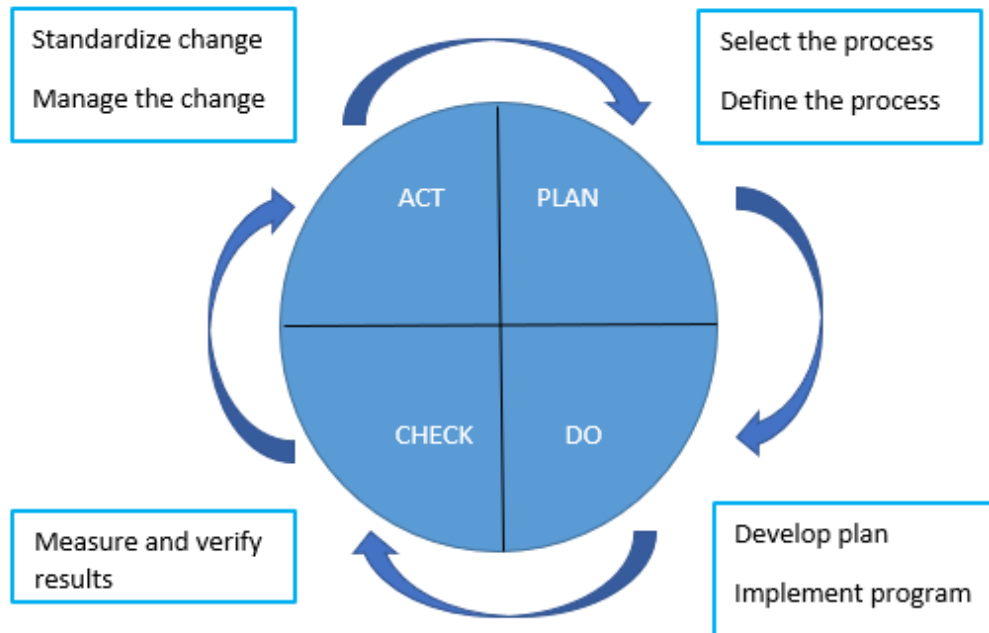 Standardize change
Manage the change
Select the process
Define the process
ACT
PLAN
CHECK
DO
Measure and verify
results
Develop plan
Implement program